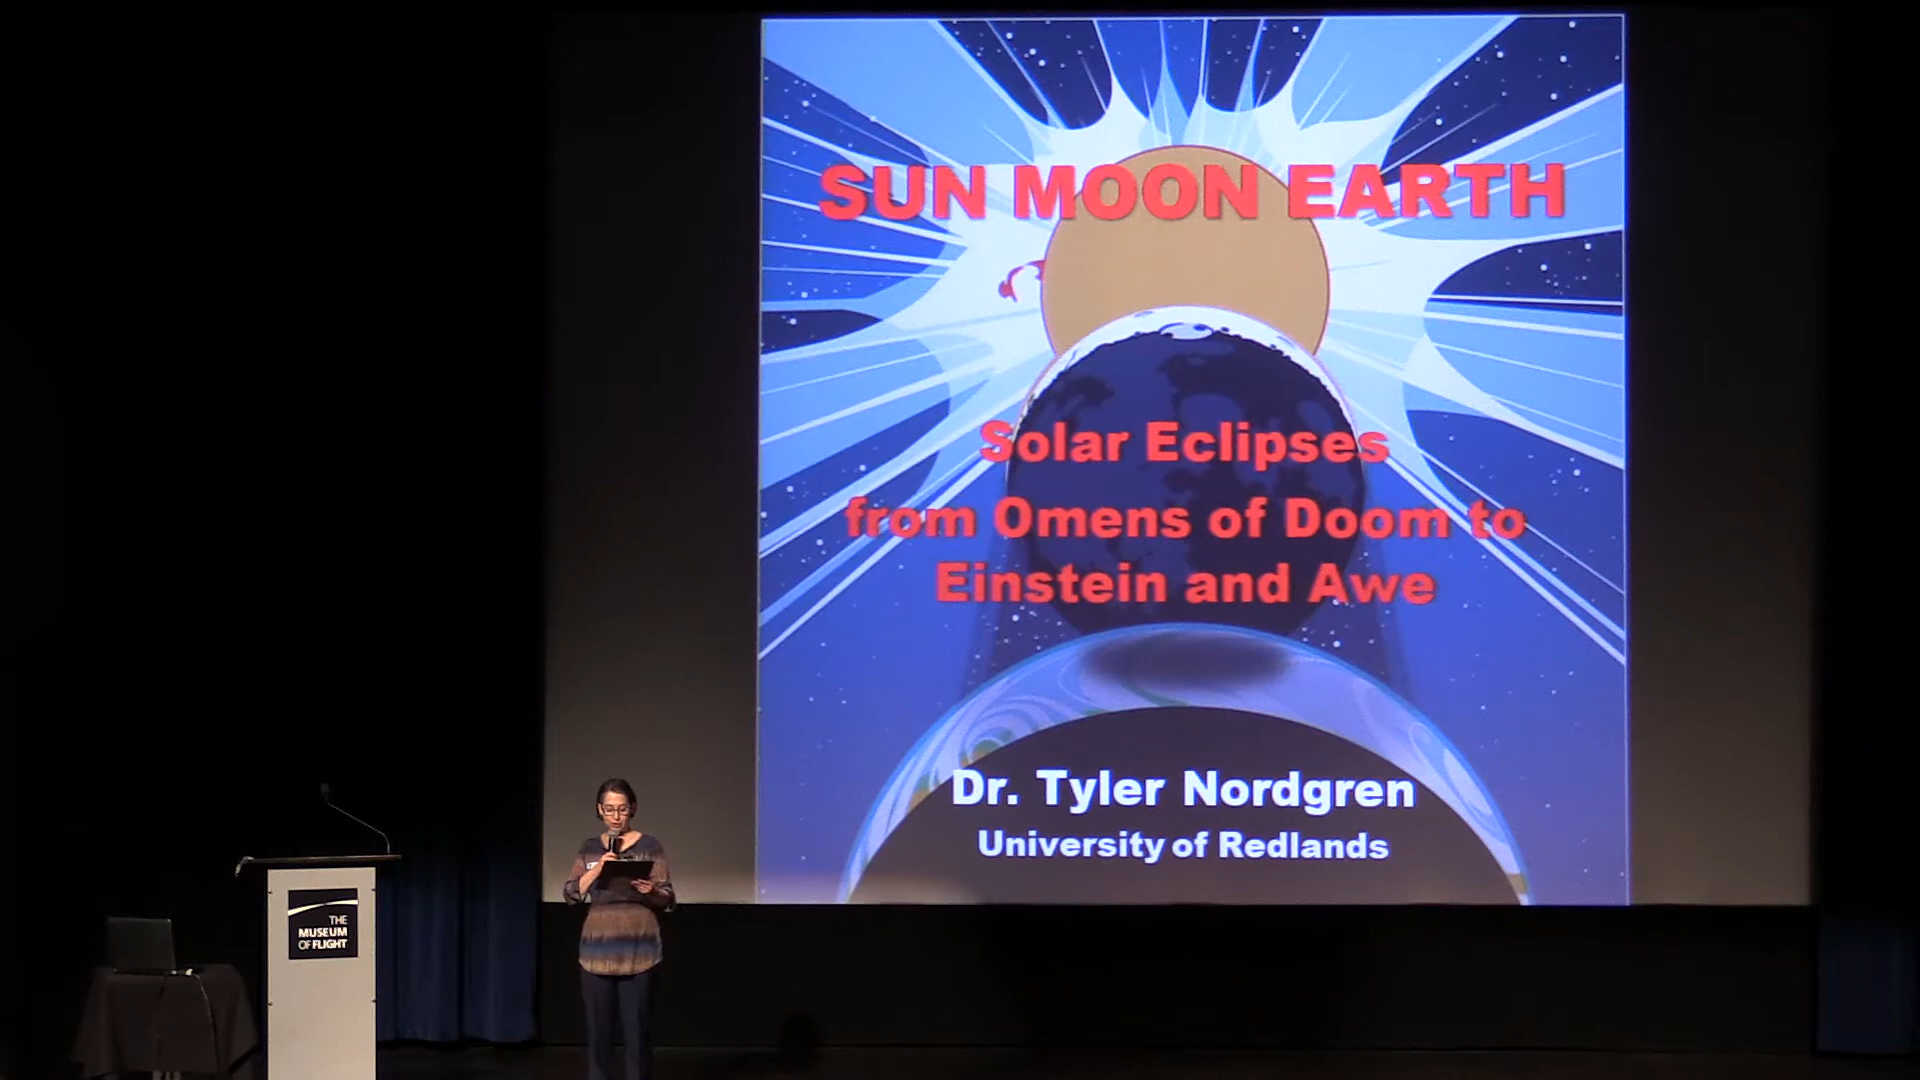 SUN MOON EARTH
Solar Eclipses
from Omens of Doom to
Einstein and Awe
Dr. Tyler Nordgren
University of Redlands
THE
MUSEUM
OF FLIGHT